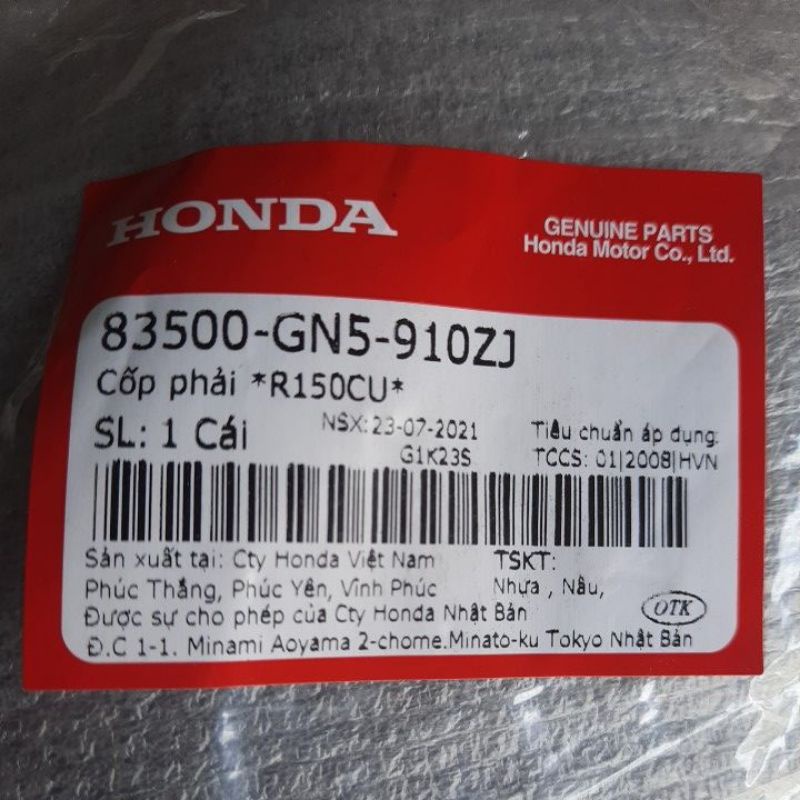 HONDA
GENUINE PARTS
Honda Motor Co., Ltd.
83500-GN5-910ZJ
Cốp phải *R150CU*
SL: 1 Cái
NSX: 23-07-2021
G1K23S
Tiêu chuẩn áp dụng:
TCCS: 01|2008|HVN
Sản xuất tại: Cty Honda Việt Nam
Phúc Thắng, Phúc Yên, Vĩnh Phúc
Được sự cho phép của Cty Honda Nhật Bản
Đ.C 1-1. Minami Aoyama 2-chome.Minato-ku Tokyo Nhật Bản
TSKT:
Nhựa , Nâu,
OTK